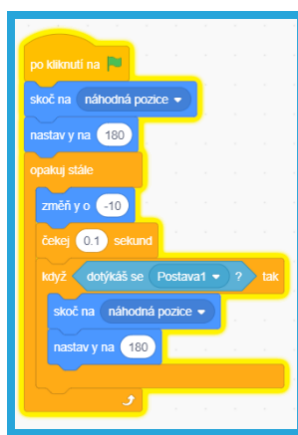 po kliknutí na
skoč na náhodná pozice
nastav y na 180
opakuj stále
změň y o -10
čekej 0.1 sekund
když dotýkáš se Postava1 ? tak
skoč na náhodná pozice
nastav y na 180